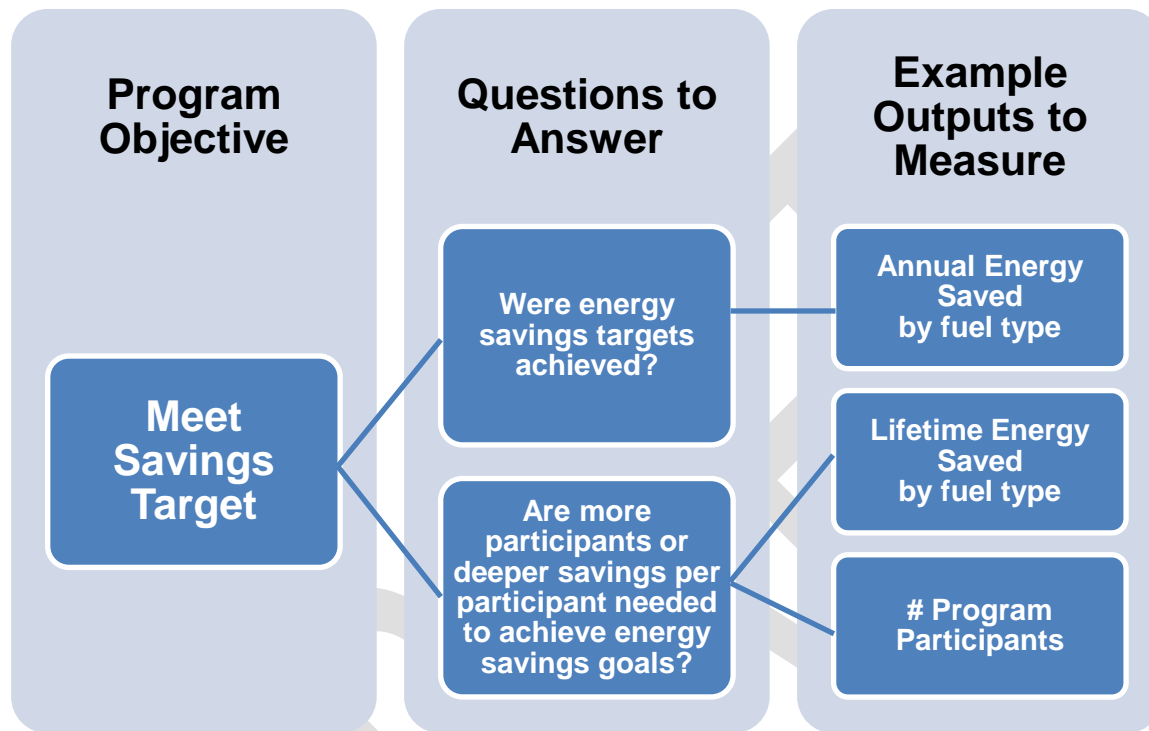 Program
Objective
Questions to
Answer
Example
Outputs to
Measure
Meet
Savings
Target
Were energy
savings targets
achieved?
Are more
participants or
deeper savings per
participant needed
to achieve energy
savings goals?
Annual Energy
Saved
by fuel type
Lifetime Energy
Saved
by fuel type
# Program
Participants